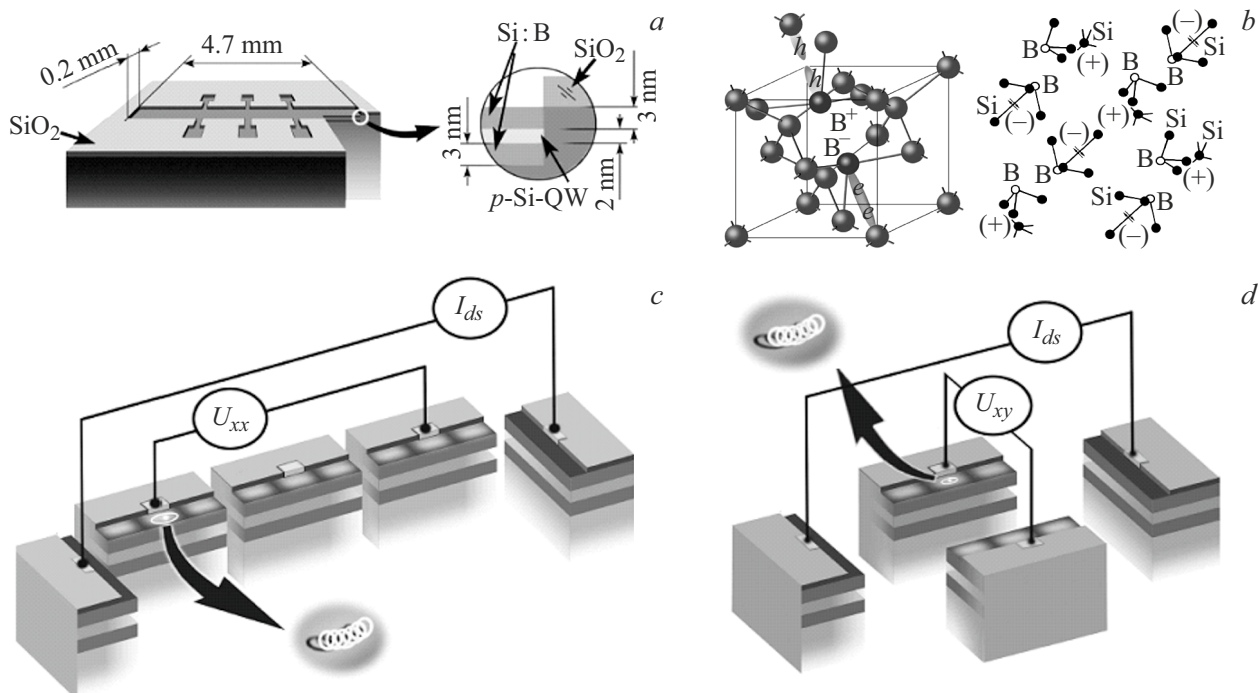 a
0.2 mm
4.7 mm
SiO2
Si : B
SiO2
3 nm
3 nm
2 nm
p-Si-QW
b
h
h
B+
B−
e
e
(−)
Si
B
(+)
Si
B
B
Si
B
(−)
(+)
(−)
Si
Si
B
B
(+)
B
Si
B
(+)
(−)
c
Ids
Uxx
d
Ids
Uxy